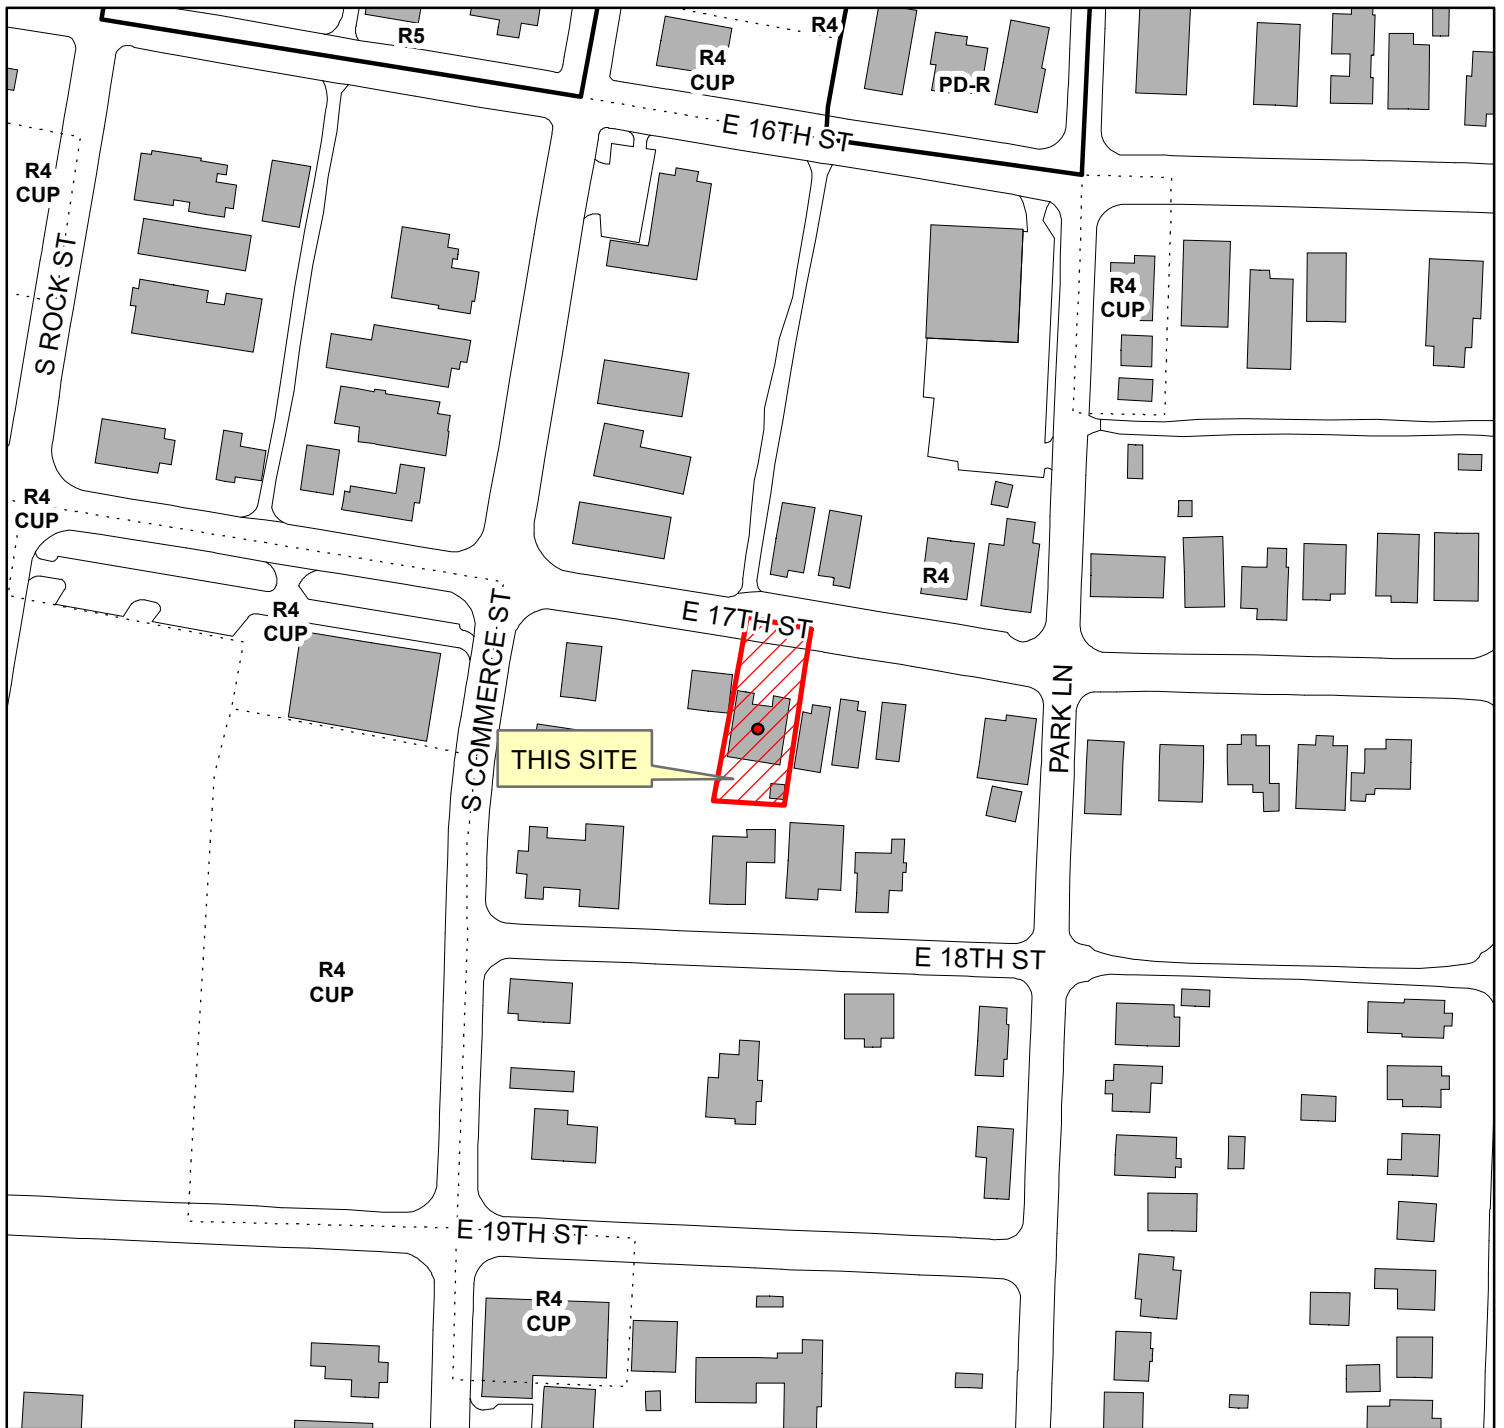 R5
R4
R4
CUP
PD-R
E 16TH ST
R4
CUP
S ROCK ST
R4
CUP
R4
CUP
R4
R4
CUP
E 17TH ST
S COMMERCE ST
PARK LN
THIS SITE
E 18TH ST
R4
CUP
E 19TH ST
R4
CUP